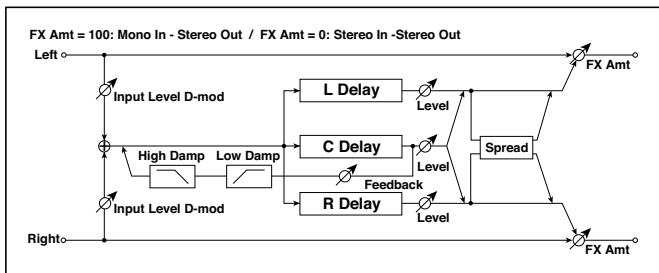 FX Amt = 100: Mono In - Stereo Out / FX Amt = 0: Stereo In -Stereo Out
Left
FX Amt
Input Level D-mod
L Delay
Level
High Damp
Low Damp
C Delay
Level
Spread
Feedback
Input Level D-mod
R Delay
Level
Right
FX Amt